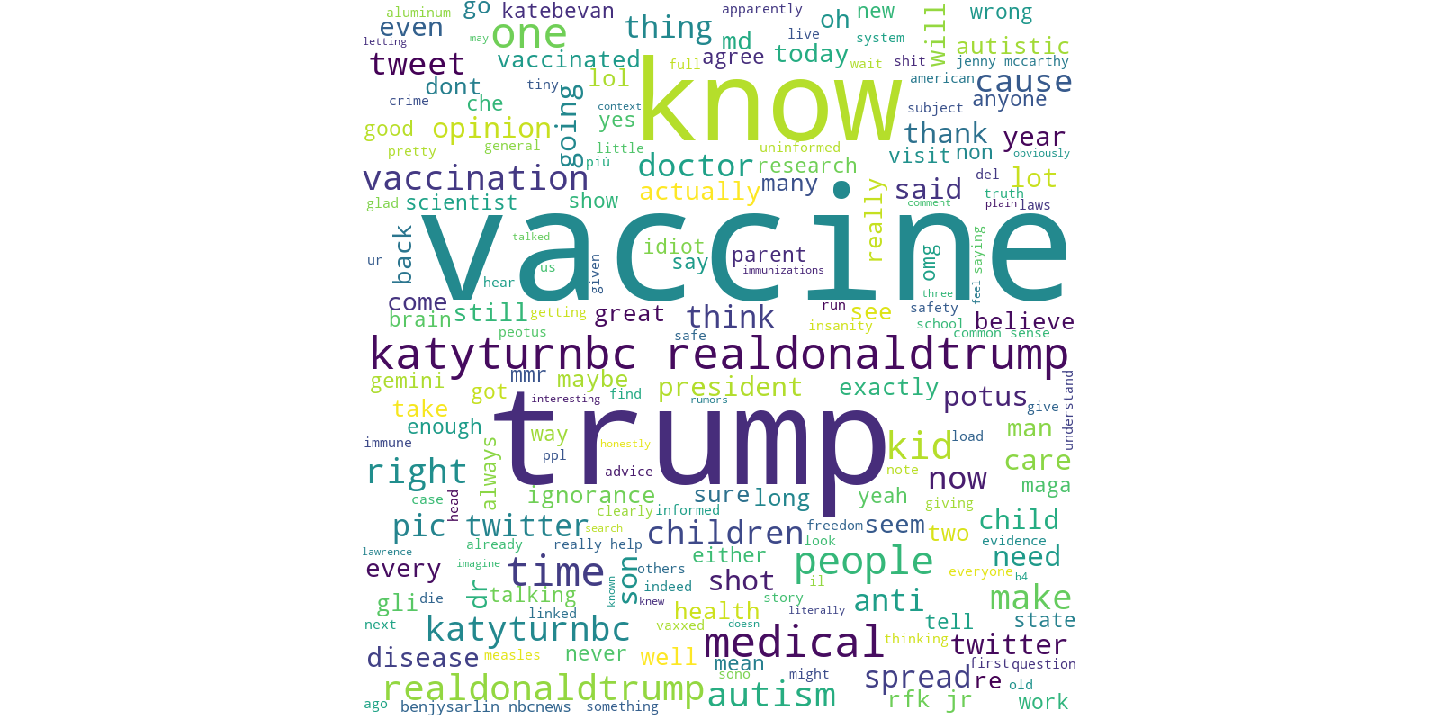 aluminum
go
katebevan
apparently
oh
new
wrong
even
may
one
thing
live
will
letting
md
system
autistic
tweet
vaccinated
full
agree
today
wait
shit
jenny mccarthy
dont
tiny
lol
know
american
cause
crime
che
going
context
subject
anyone
good
opinion
yes
thank
year
pretty
general
little
uninformed
visit
non
obviously
vaccination
più
doctor
research
del
lot
glad
scientist
show
actually
many
really
said
truth
comment
plain
laws
vaccine
back
talked
idiot
parent
omg
saying
ur
us
say
immunizations
hear
given
three
feel
come
still
getting
great
think
run
see
safety
believe
brain
peotus
safe
insanity
school
common sense
katyturnbc realdonaldtrump
gemini
mmr
maybe
president
exactly
understand
got
interesting
find
rumors
potus
give
take
trump
enough
way
kid
load
man
immune
always
honestly
ppl
right
advice
note
now
care
maga
case
head
ignorance
sure
long
yeah
giving
clearly
informed
pic
twitter
search
children
freedom
seem
two
child
look
evidence
lawrence
already
really help
either
people
need
every
imagine
time
son
others
shot
il
everyone
h4
gli
die
dr
talking
known
indeed
knew
story
anti
make
linked
health
literally
tell
state
next
katyturnbc
vaxxed
doesn
medical
thinking
twitter
disease
measles
never
well
mean
first
question
soho
might
spread
re
old
realdonaldtrump
autism
rfk jr
work
ago
benjysarlin nbcnews
something